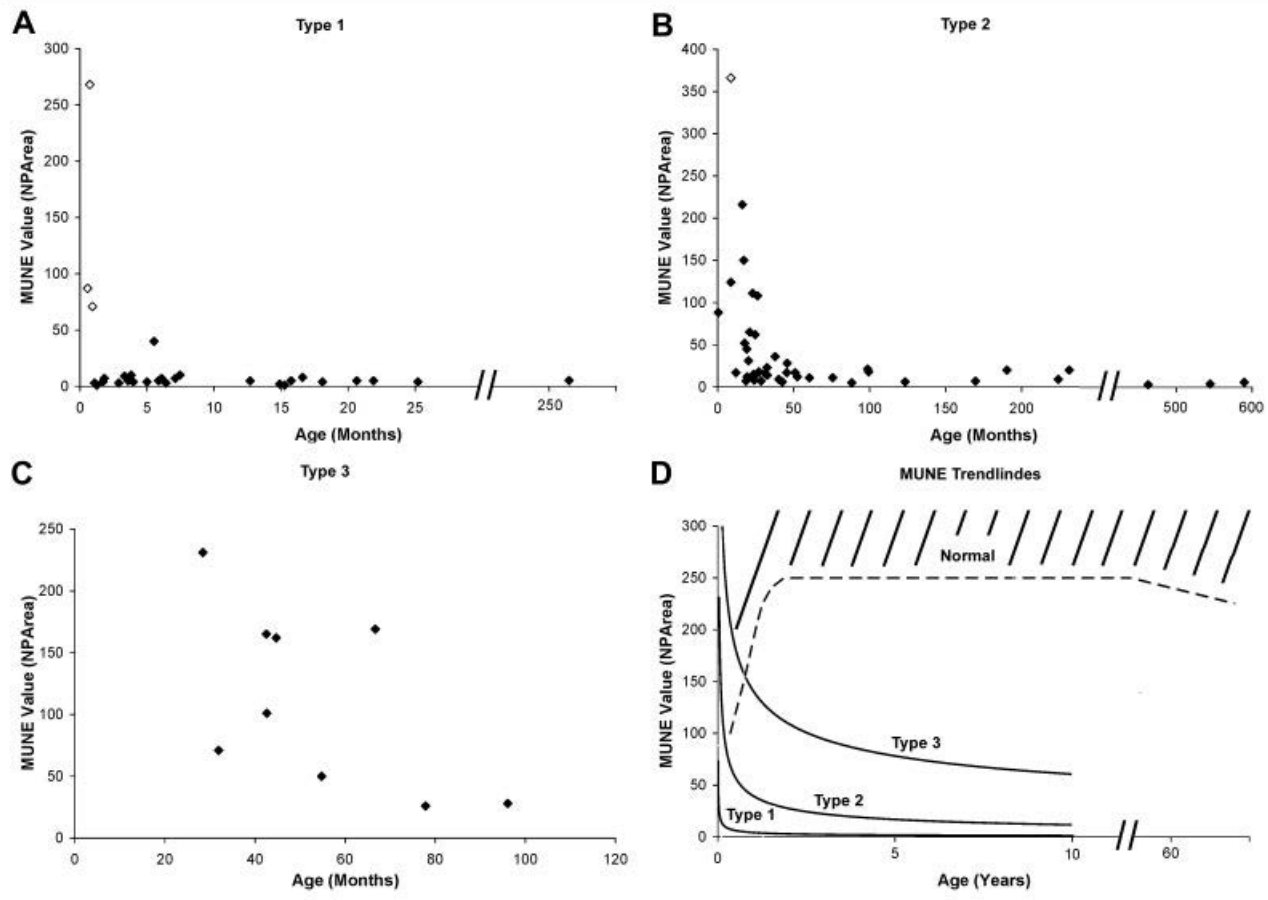 A
Type 1
MUNE Value (NPArea)
300
250
200
150
100
50
0
0 5 10 15 20 25 250
Age (Months)
B
Type 2
MUNE Value (NPArea)
400
350
300
250
200
150
100
50
0
0 50 100 150 200 500 600
Age (Months)
C
Type 3
MUNE Value (NPArea)
250
200
150
100
50
0
0 20 40 60 80 100 120
Age (Months)
D
MUNE Trendlindes
MUNE Value (NPArea)
300
250
200
150
100
50
0
Normal
Type 3
Type 2
Type 1
0 5 10 60
Age (Years)